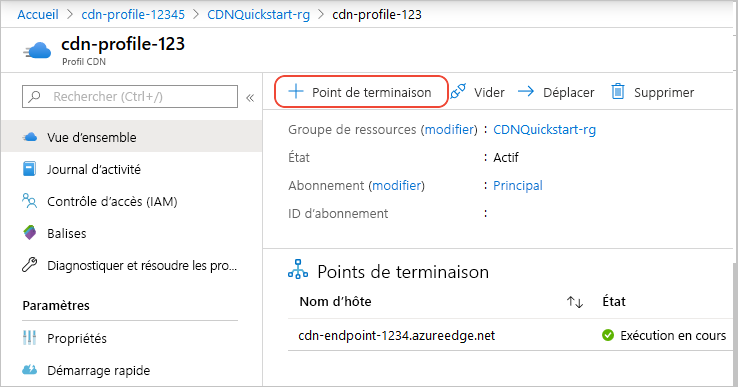 Accueil > cdn-profile-12345 > CDNQuickstart-rg > cdn-profile-123
cdn-profile-123
Profil CDN
Rechercher (Ctrl+/) «
Vue d'ensemble
Journal d'activité
Contrôle d'accès (IAM)
Balises
Diagnostiquer et résoudre les pro...
Paramètres
Propriétés
Démarrage rapide
+ Point de terminaison Vider Déplacer Supprimer
Groupe de ressources (modifier) : CDNQuickstart-rg
État : Actif
Abonnement (modifier) : Principal
ID d'abonnement :
Points de terminaison
Nom d'hôte État
cdn-endpoint-1234.azureedge.net Exécution en cours